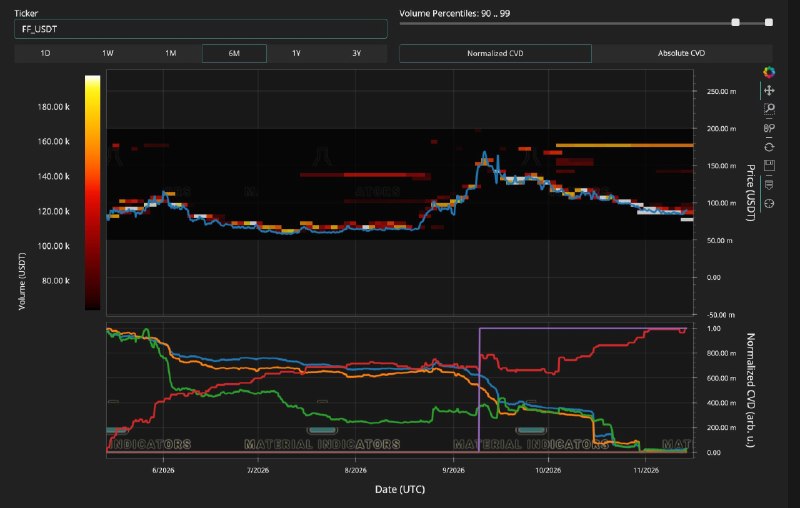 Ticker
FF_USDT
Volume Percentiles: 90 .. 99
1D 1W 1M 6M 1Y 3Y
Normalized CVD Absolute CVD
180.00 k
160.00 k
140.00 k
120.00 k
100.00 k
80.00 k
Volume (USDT)
250.00 m
200.00 m
150.00 m
100.00 m
50.00 m
0.00
-50.00 m
Price (USDT)
ATORS
1.00
800.00 m
600.00 m
400.00 m
200.00 m
0.00
Normalized CVD (arb. u.)
INDICATORS MATERIAL INDICATORS MATERIAL INDICATORS MAT
6/2026 7/2026 8/2026 9/2026 10/2026 11/2026
Date (UTC)